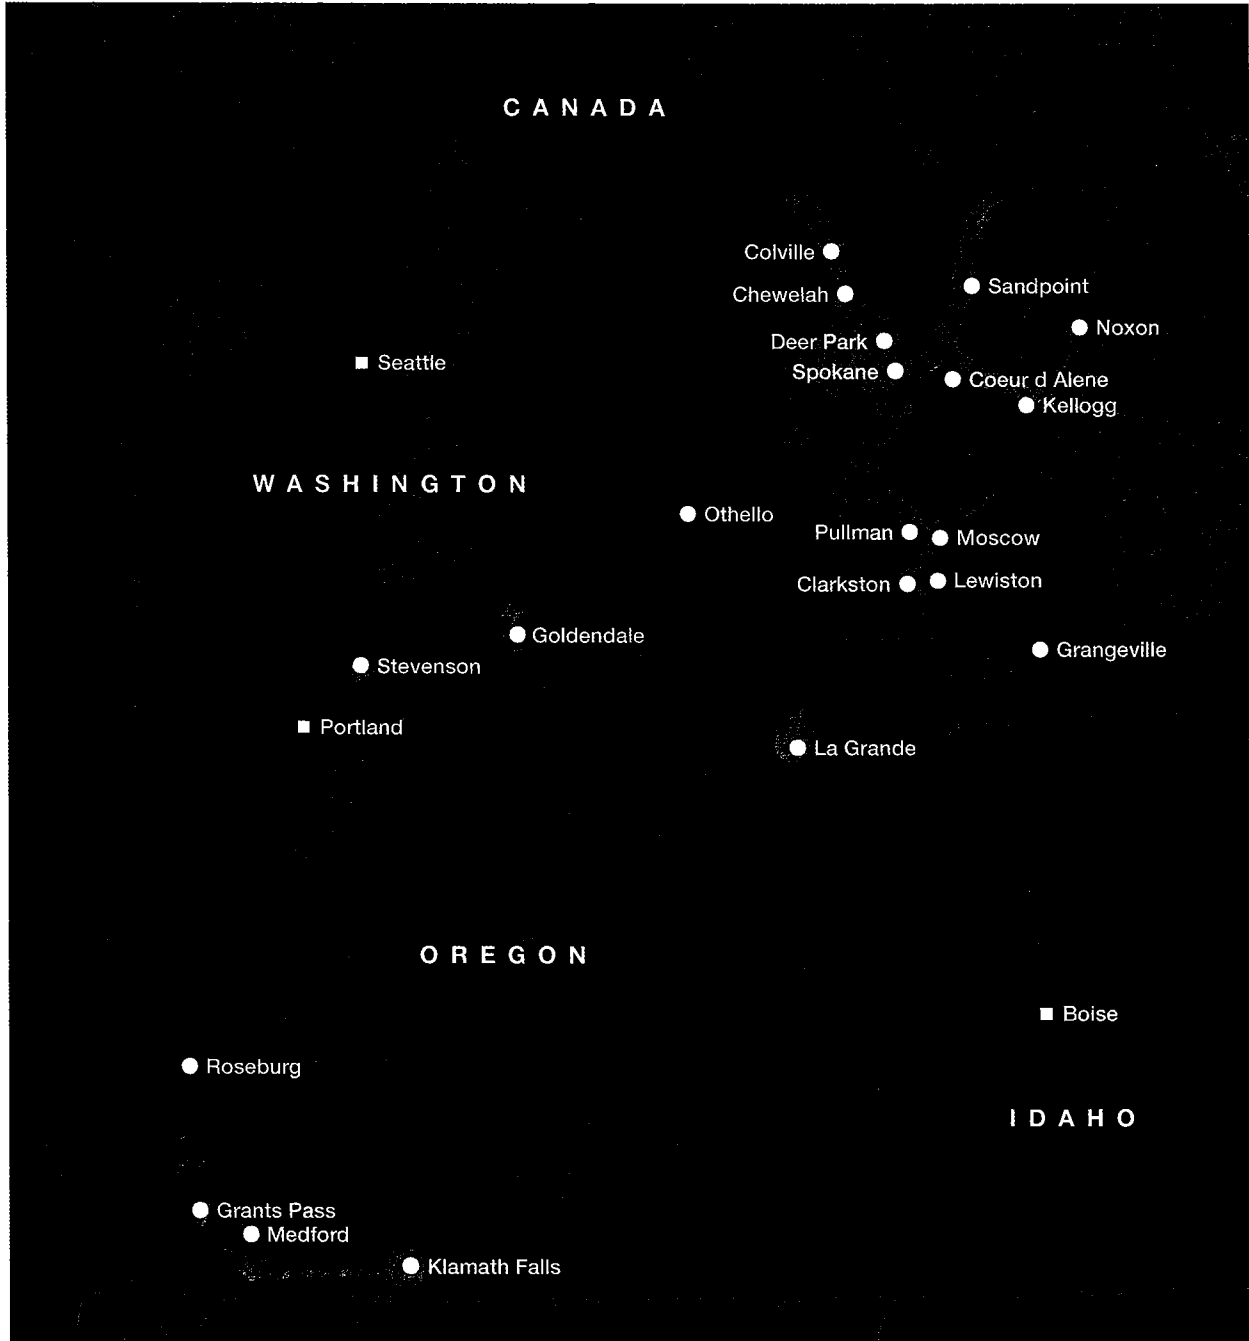 CANADA
Colville
Chewelah
Sandpoint
Noxon
Deer Park
Seattle
Spokane
Coeur d Alene
Kellogg
WASHINGTON
Othello
Pullman
Moscow
Clarkston
Lewiston
Goldendale
Grangeville
Stevenson
Portland
La Grande
OREGON
Boise
Roseburg
IDAHO
Grants Pass
Medford
Klamath Falls